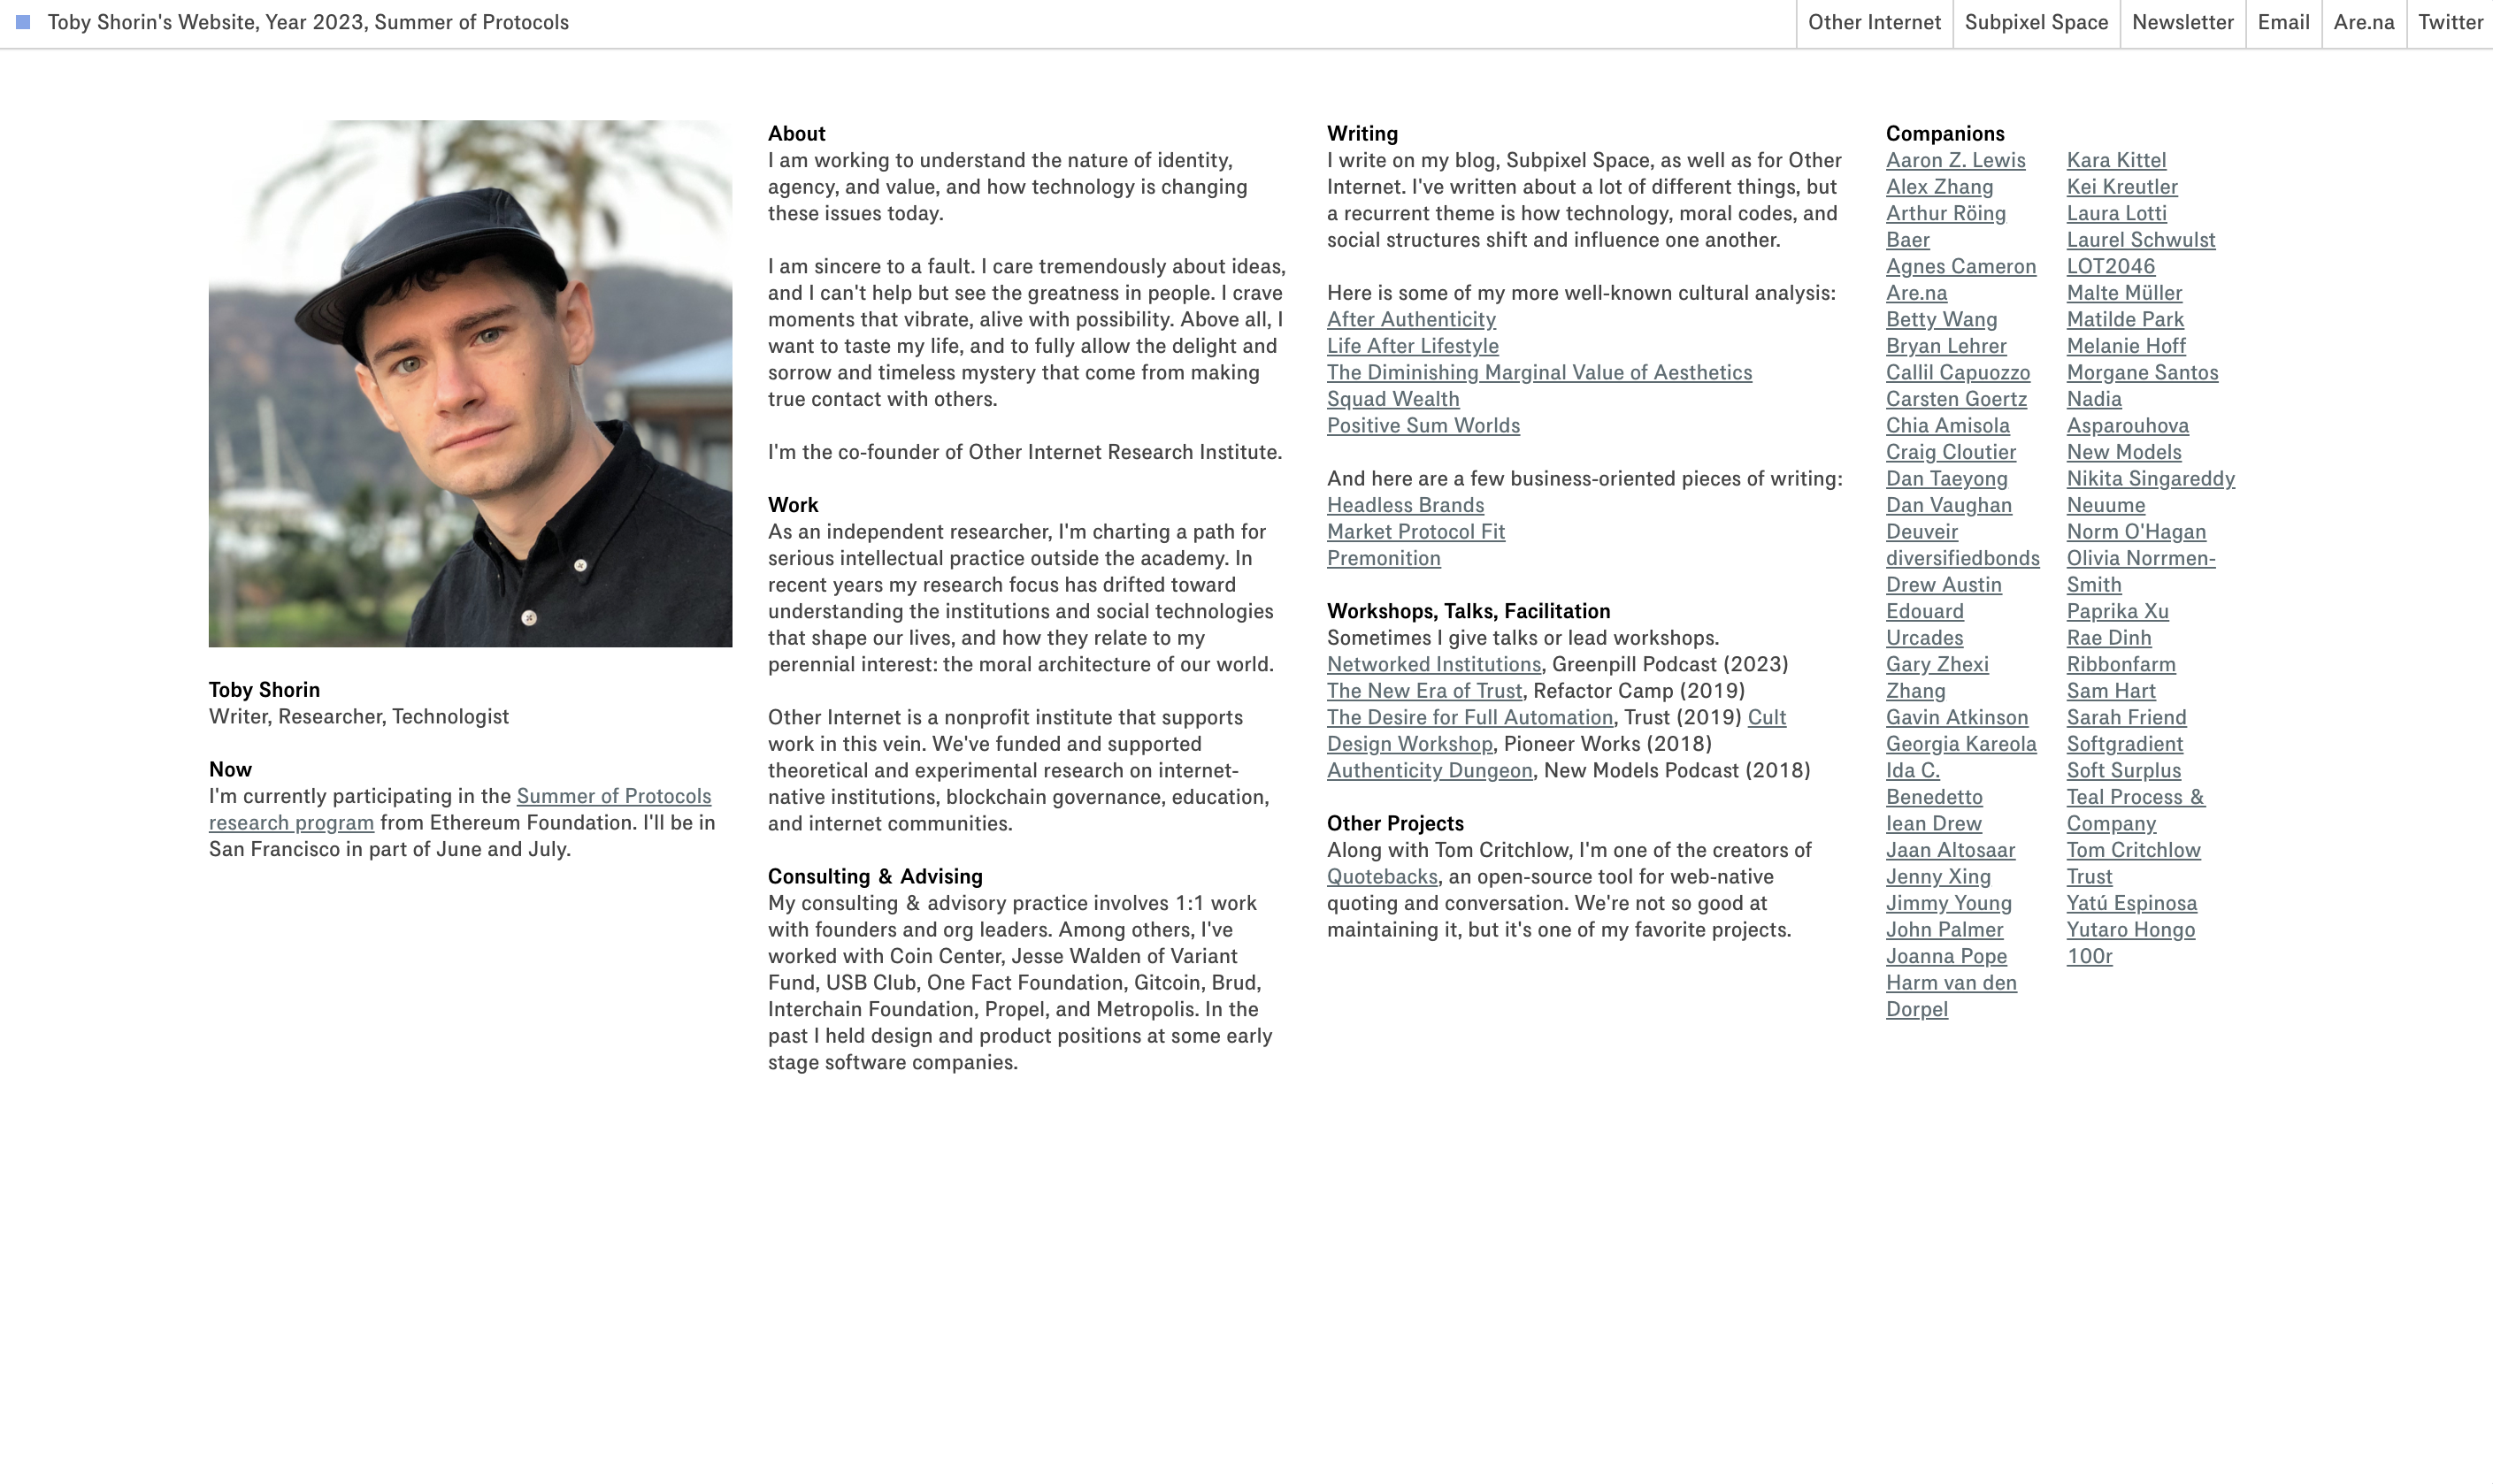 Toby Shorin's Website, Year 2023, Summer of Protocols
Other Internet
Subpixel Space
Newsletter
Email
Are.na
Twitter
Toby Shorin
Writer, Researcher, Technologist
Now
I'm currently participating in the Summer of Protocols
research program from Ethereum Foundation. I'll be in
San Francisco in part of June and July.
About
I am working to understand the nature of identity,
agency, and value, and how technology is changing
these issues today.
I am sincere to a fault. I care tremendously about ideas,
and I can't help but see the greatness in people. I crave
moments that vibrate, alive with possibility. Above all, I
want to taste my life, and to fully allow the delight and
sorrow and timeless mystery that come from making
true contact with others.
I'm the co-founder of Other Internet Research Institute.
Work
As an independent researcher, I'm charting a path for
serious intellectual practice outside the academy. In
recent years my research focus has drifted toward
understanding the institutions and social technologies
that shape our lives, and how they relate to my
perennial interest: the moral architecture of our world.
Other Internet is a nonprofit institute that supports
work in this vein. We've funded and supported
theoretical and experimental research on internet-
native institutions, blockchain governance, education,
and internet communities.
Consulting & Advising
My consulting & advisory practice involves 1:1 work
with founders and org leaders. Among others, I've
worked with Coin Center, Jesse Walden of Variant
Fund, USB Club, One Fact Foundation, Gitcoin, Brud,
Interchain Foundation, Propel, and Metropolis. In the
past I held design and product positions at some early
stage software companies.
Writing
I write on my blog, Subpixel Space, as well as for Other
Internet. I've written about a lot of different things, but
a recurrent theme is how technology, moral codes, and
social structures shift and influence one another.
Here is some of my more well-known cultural analysis:
After Authenticity
Life After Lifestyle
The Diminishing Marginal Value of Aesthetics
Squad Wealth
Positive Sum Worlds
And here are a few business-oriented pieces of writing:
Headless Brands
Market Protocol Fit
Premonition
Workshops, Talks, Facilitation
Sometimes I give talks or lead workshops.
Networked Institutions, Greenpill Podcast (2023)
The New Era of Trust, Refactor Camp (2019)
The Desire for Full Automation, Trust (2019) Cult
Design Workshop, Pioneer Works (2018)
Authenticity Dungeon, New Models Podcast (2018)
Other Projects
Along with Tom Critchlow, I'm one of the creators of
Quotebacks, an open-source tool for web-native
quoting and conversation. We're not so good at
maintaining it, but it's one of my favorite projects.
Companions
Aaron Z. Lewis
Alex Zhang
Arthur Röing
Baer
Agnes Cameron
Are.na
Betty Wang
Bryan Lehrer
Callil Capuozzo
Carsten Goertz
Chia Amisola
Craig Cloutier
Dan Taeyong
Dan Vaughan
Deuveir
diversifiedbonds
Drew Austin
Edouard
Urcades
Gary Zhexi
Zhang
Gavin Atkinson
Georgia Kareola
Ida C.
Benedetto
Iean Drew
Jaan Altosaar
Jenny Xing
Jimmy Young
John Palmer
Joanna Pope
Harm van den
Dorpel
Kara Kittel
Kei Kreutler
Laura Lotti
Laurel Schwulst
LOT2046
Malte Müller
Matilde Park
Melanie Hoff
Morgane Santos
Nadia
Asparouhova
New Models
Nikita Singareddy
Neuume
Norm O'Hagan
Olivia Norrmen-
Smith
Paprika Xu
Rae Dinh
Ribbonfarm
Sam Hart
Sarah Friend
Softgradient
Soft Surplus
Teal Process &
Company
Tom Critchlow
Trust
Yatú Espinosa
Yutaro Hongo
100r